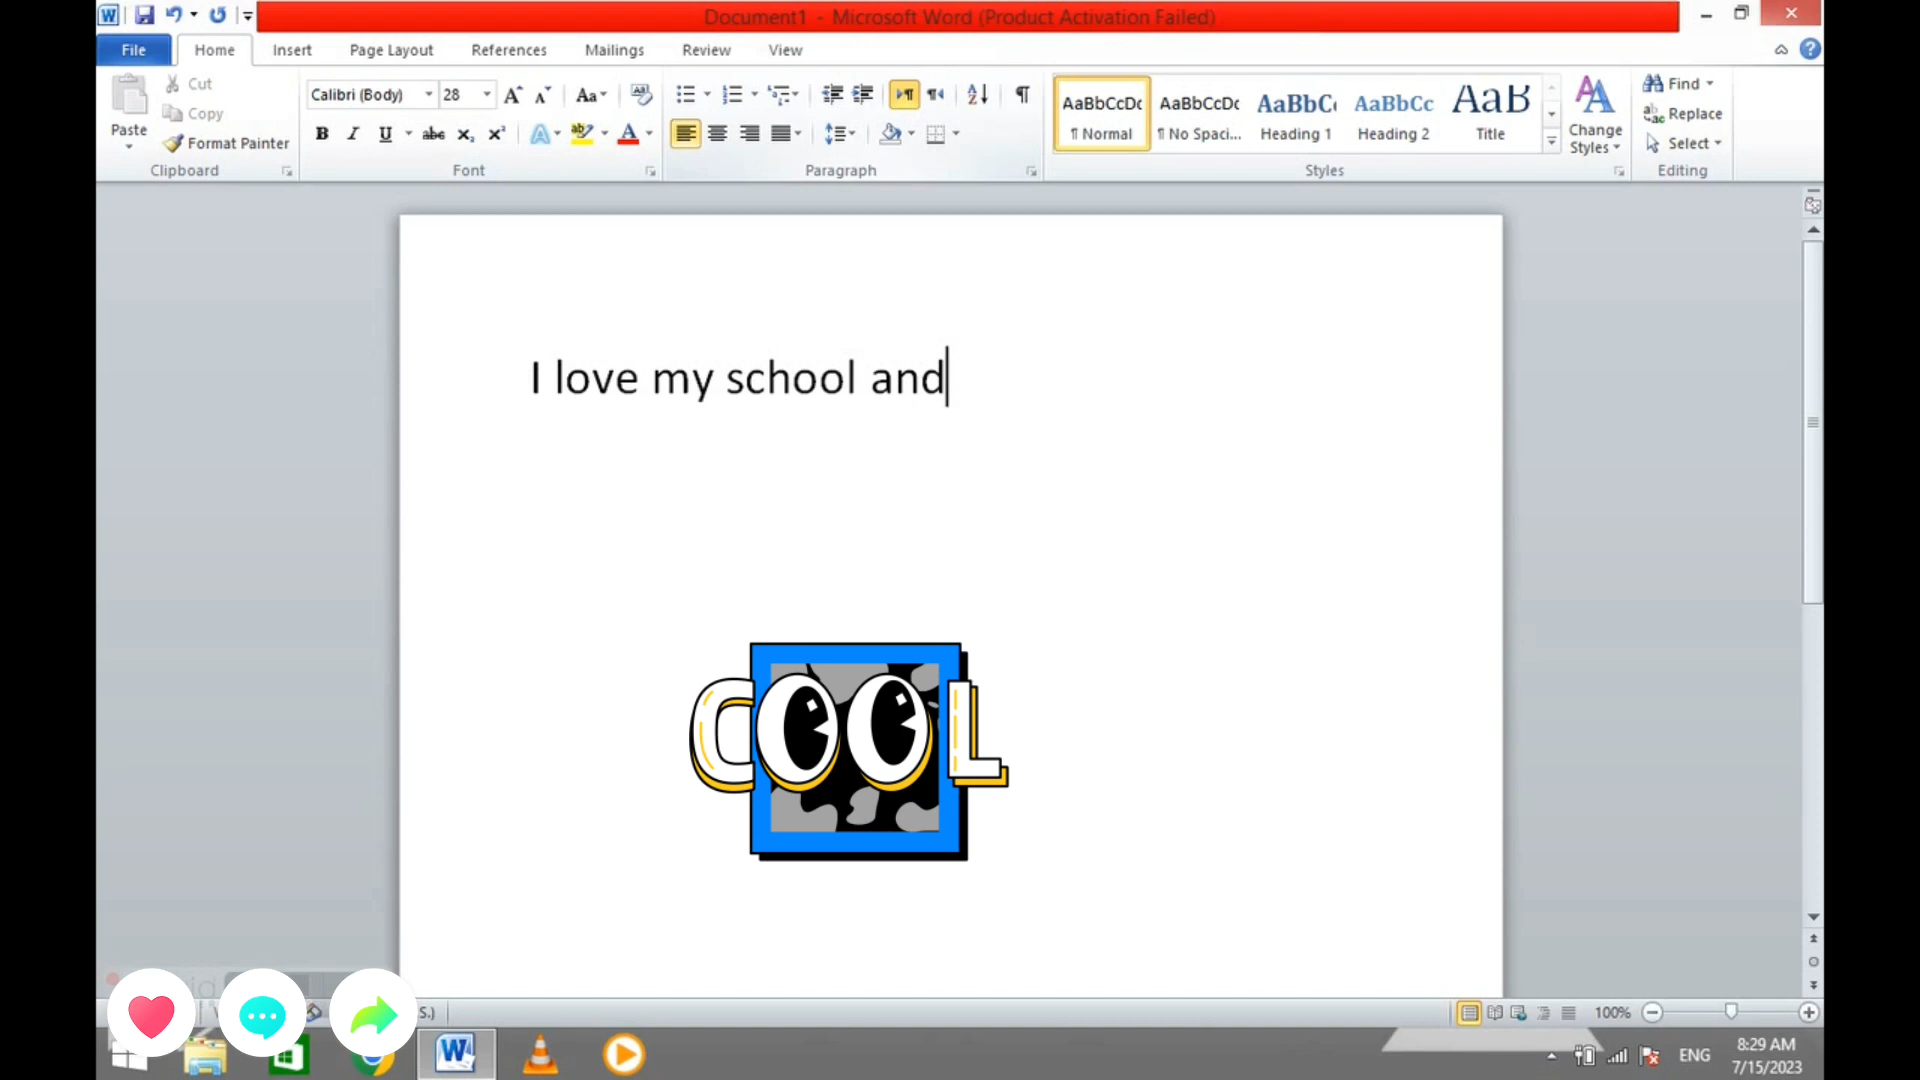 Document1 - Microsoft Word (Product Activation Failed)
File Home Insert Page Layout References Mailings Review View
Paste
Cut
Copy
Format Painter
Clipboard
Calibri (Body) 28
Font
Paragraph
AaBbCcDc AaBbCcDc AaBbC AaBbCc AaB
¶ Normal ¶ No Spaci... Heading 1 Heading 2 Title
Change Styles
Styles
Find
Replace
Select
Editing
I love my school and
COOL
S.)
100%
ENG
8:29 AM
7/15/2023